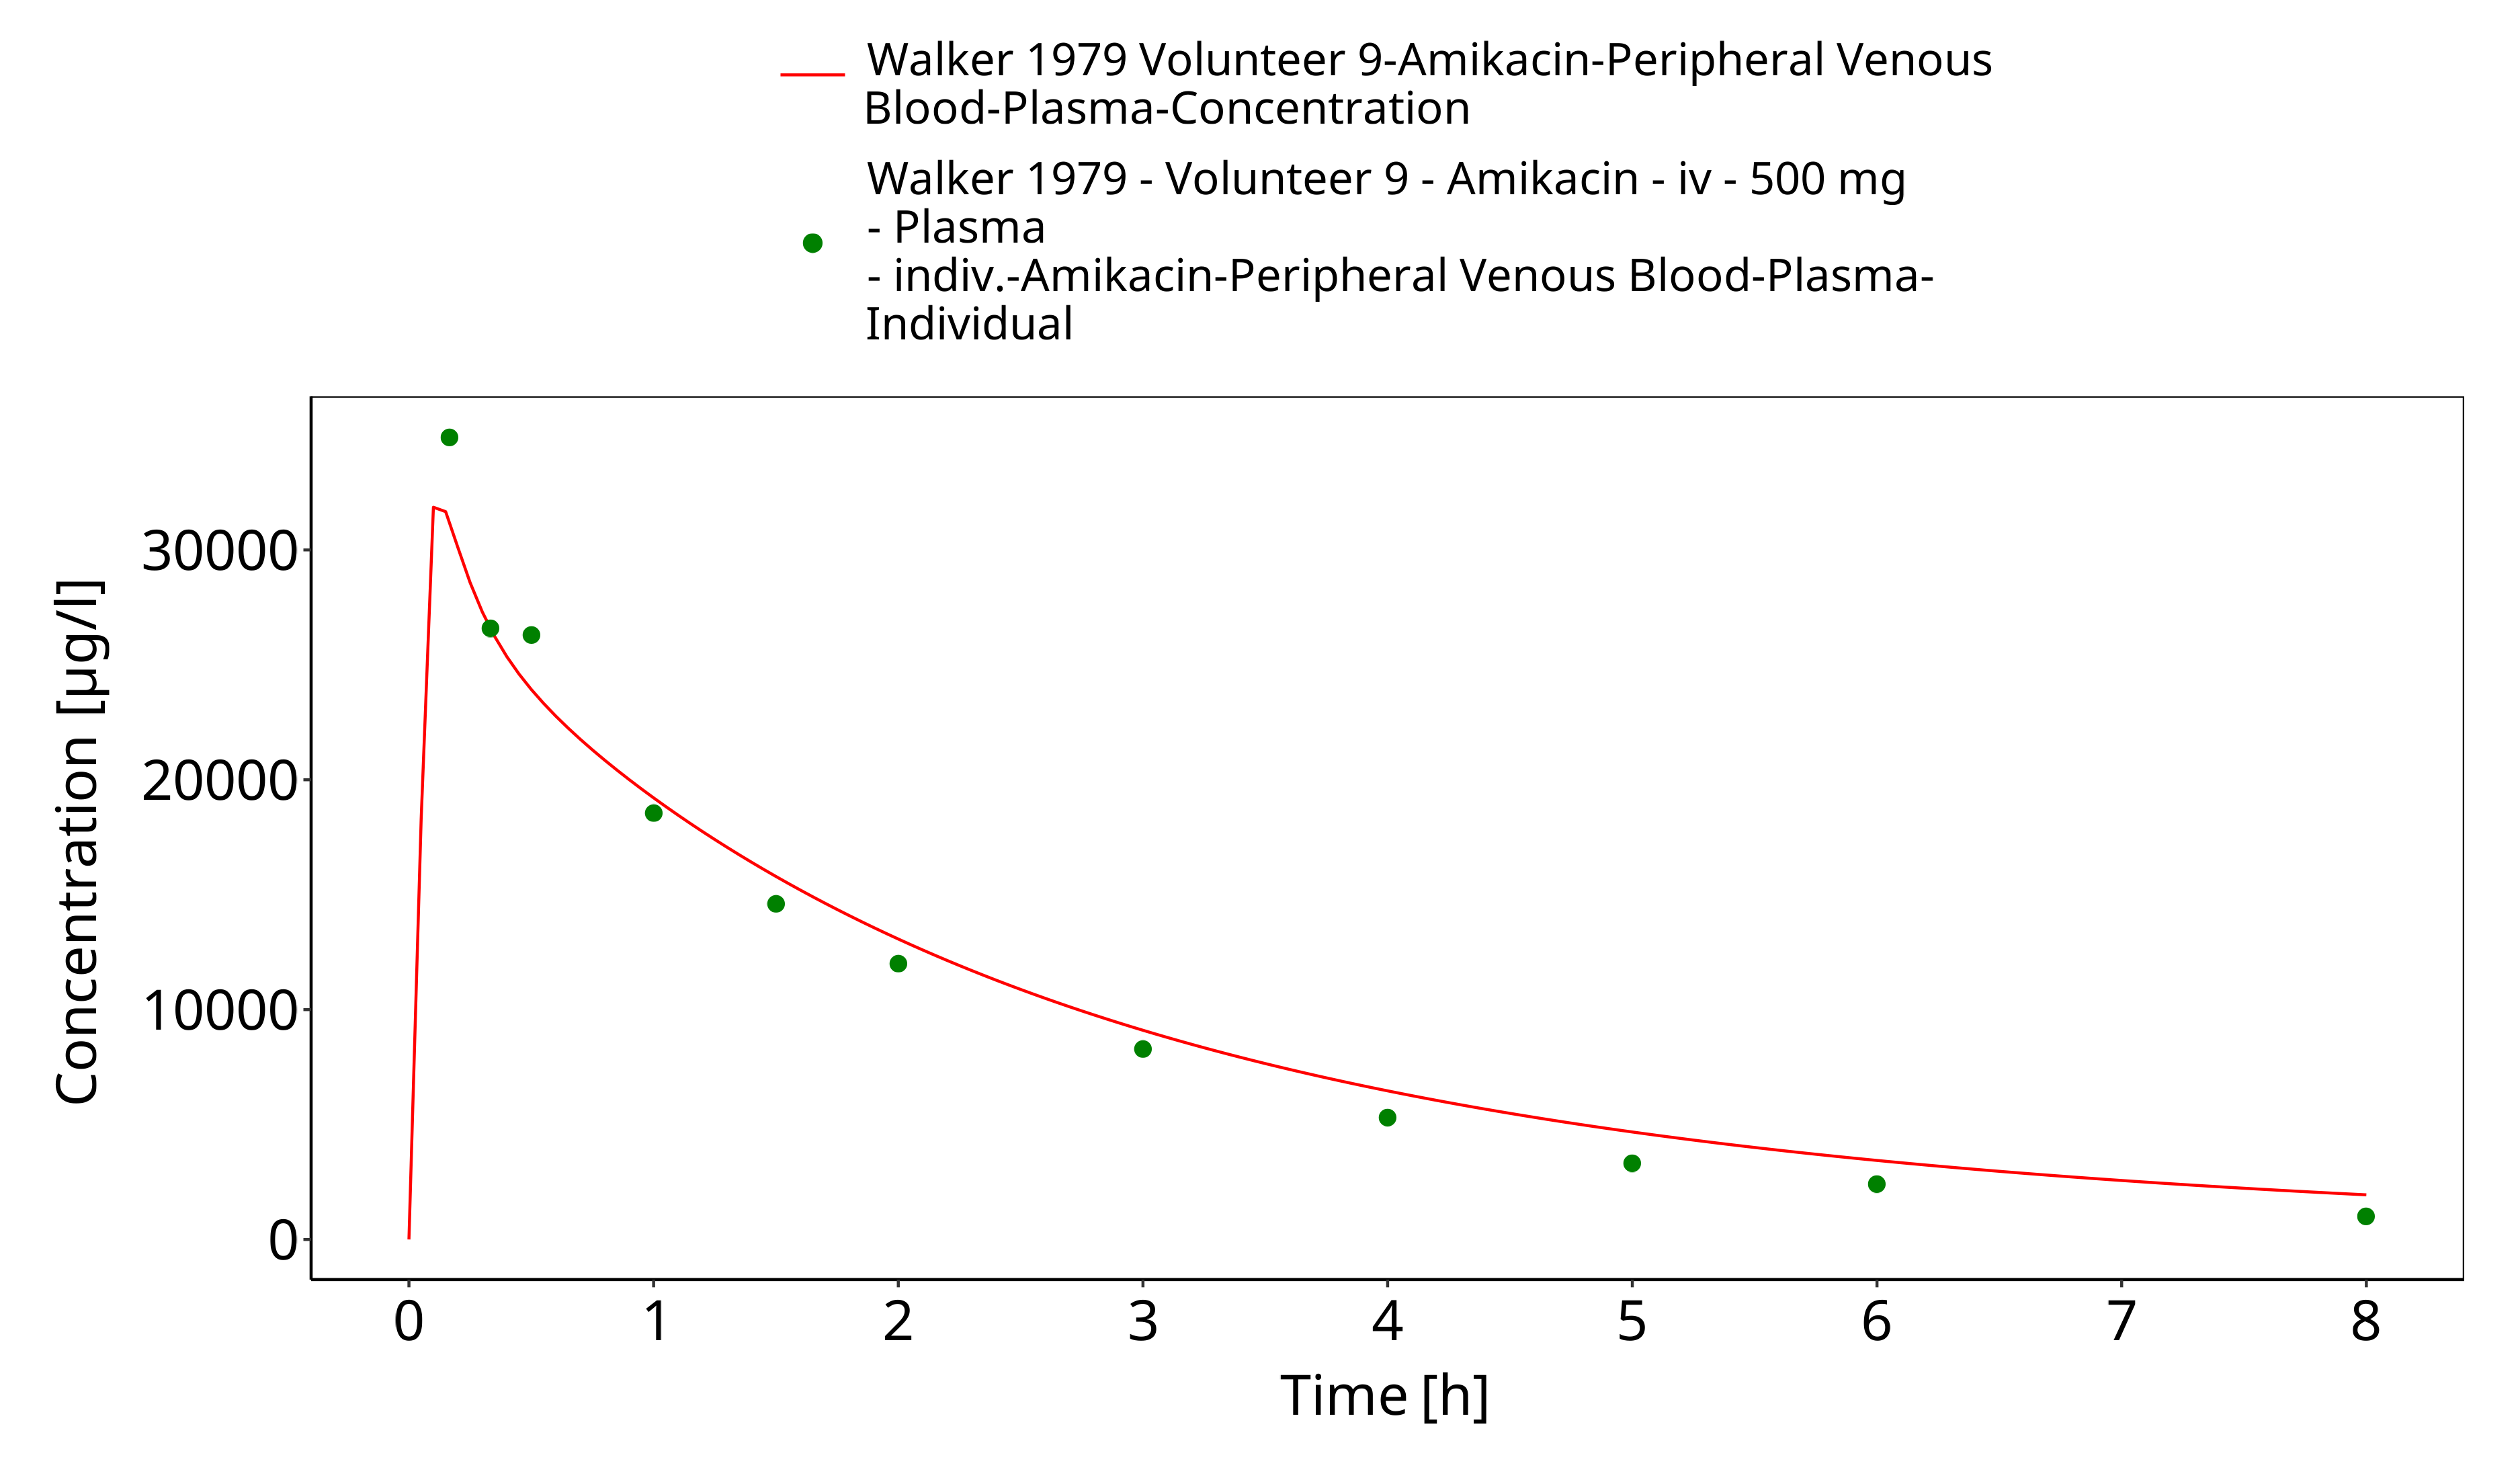 Walker 1979 Volunteer 9-Amikacin-Peripheral Venous
Blood-Plasma-Concentration
Walker 1979 - Volunteer 9 - Amikacin - iv - 500 mg
- Plasma
- indiv.-Amikacin-Peripheral Venous Blood-Plasma-
Individual
Concentration [µg/l]
30000
20000
10000
0
0 1 2 3 4 5 6 7 8
Time [h]